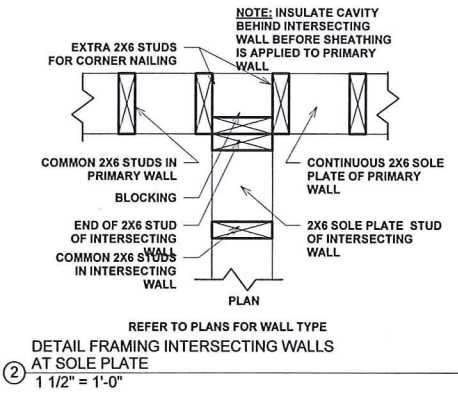 NOTE: INSULATE CAVITY
BEHIND INTERSECTING
WALL BEFORE SHEATHING
IS APPLIED TO PRIMARY
WALL
EXTRA 2X6 STUDS
FOR CORNER NAILING
COMMON 2X6 STUDS IN
PRIMARY WALL
BLOCKING
END OF 2X6 STUD
OF INTERSECTING
WALL
COMMON 2X6 STUDS
IN INTERSECTING
WALL
CONTINUOUS 2X6 SOLE
PLATE OF PRIMARY
WALL
2X6 SOLE PLATE STUD
OF INTERSECTING
WALL
PLAN
REFER TO PLANS FOR WALL TYPE
DETAIL FRAMING INTERSECTING WALLS
AT SOLE PLATE
2
1 1/2" = 1'-0"